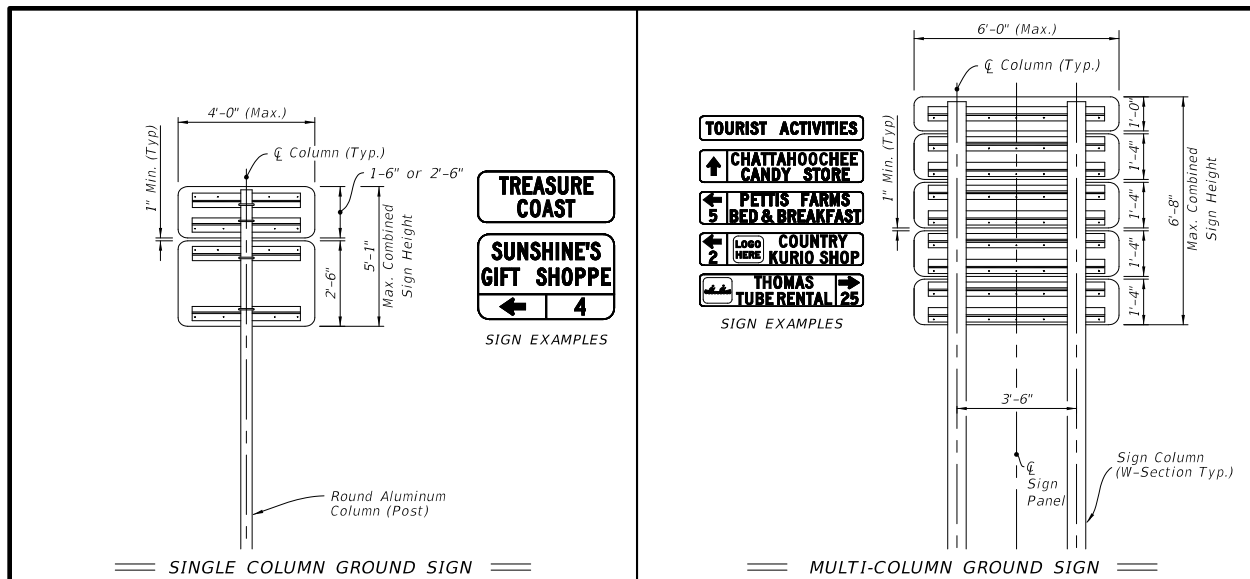 4'-0" (Max.)
℄ Column (Typ.)
1-6" or 2'-6"
1" Min. (Typ)
2'-6"
5'-1"
Max. Combined
Sign Height
Round Aluminum
Column (Post)
TREASURE
COAST
SUNSHINE'S
GIFT SHOPPE
4
SIGN EXAMPLES
SINGLE COLUMN GROUND SIGN
6'-0" (Max.)
℄ Column (Typ.)
TOURIST ACTIVITIES
CHATTAHOOCHEE
CANDY STORE
PETTIS FARMS
5 BED & BREAKFAST
LOGO HERE COUNTRY
2 KURIO SHOP
THOMAS
TUBE RENTAL 25
SIGN EXAMPLES
1" Min. (Typ)
1'-0"
1'-4"
1'-4"
1'-4"
1'-4"
6'-8"
Max. Combined
Sign Height
3'-6"
℄
Sign
Panel
Sign Column
(W-Section Typ.)
MULTI-COLUMN GROUND SIGN